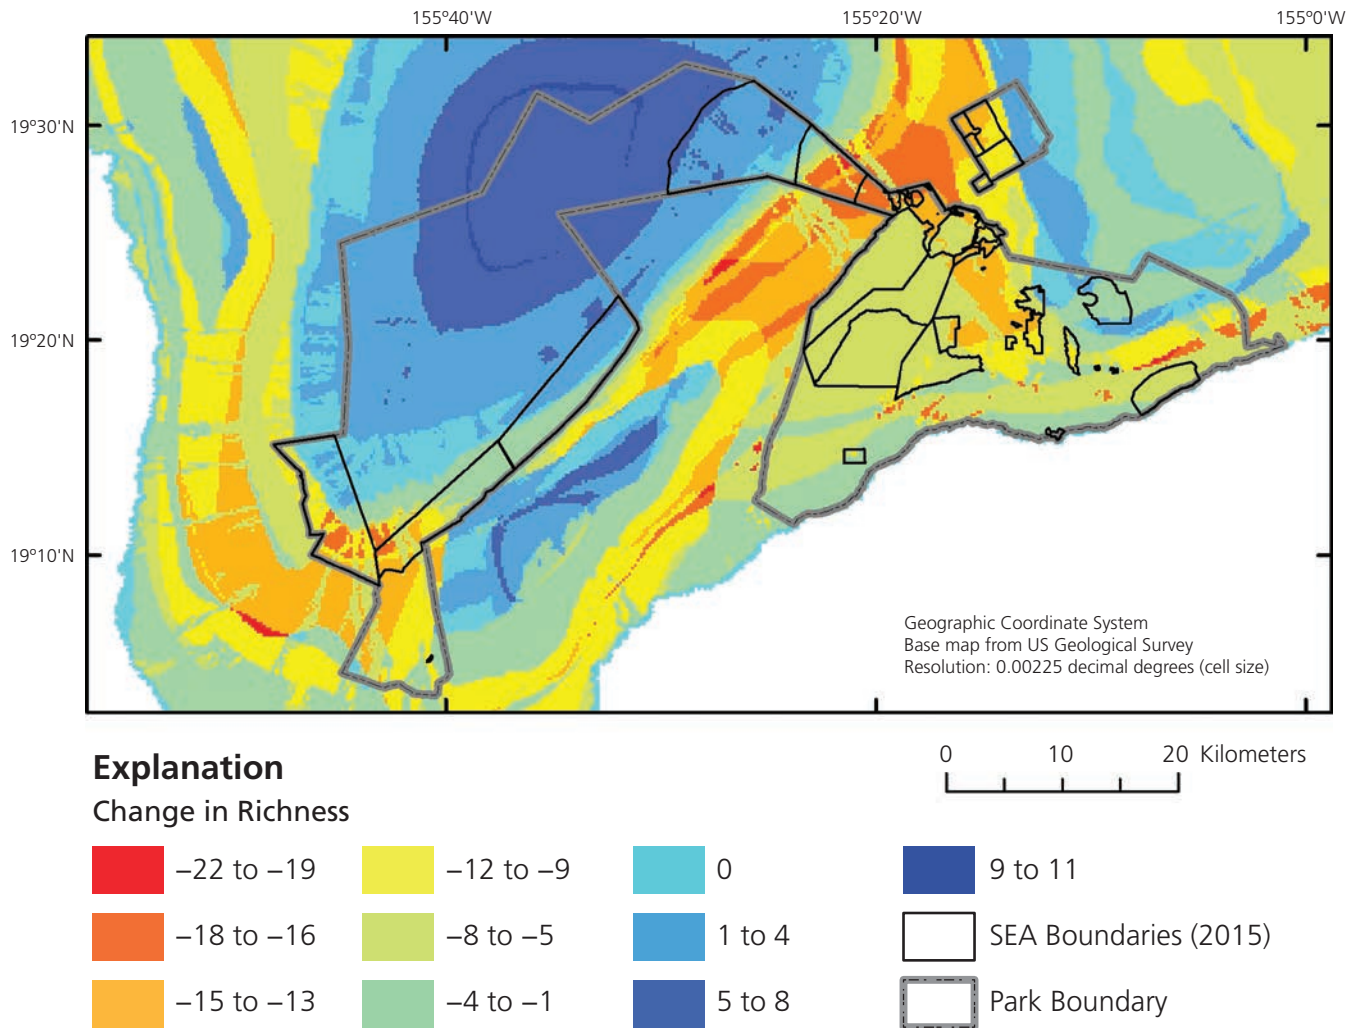 155°40'W
155°20'W
155°0'W
19°30'N
19°20'N
19°10'N
Geographic Coordinate System
Base map from US Geological Survey
Resolution: 0.00225 decimal degrees (cell size)
Explanation
0 10 20 Kilometers
Change in Richness
–22 to –19
–12 to –9
0
9 to 11
–18 to –16
–8 to –5
1 to 4
SEA Boundaries (2015)
–15 to –13
–4 to –1
5 to 8
Park Boundary